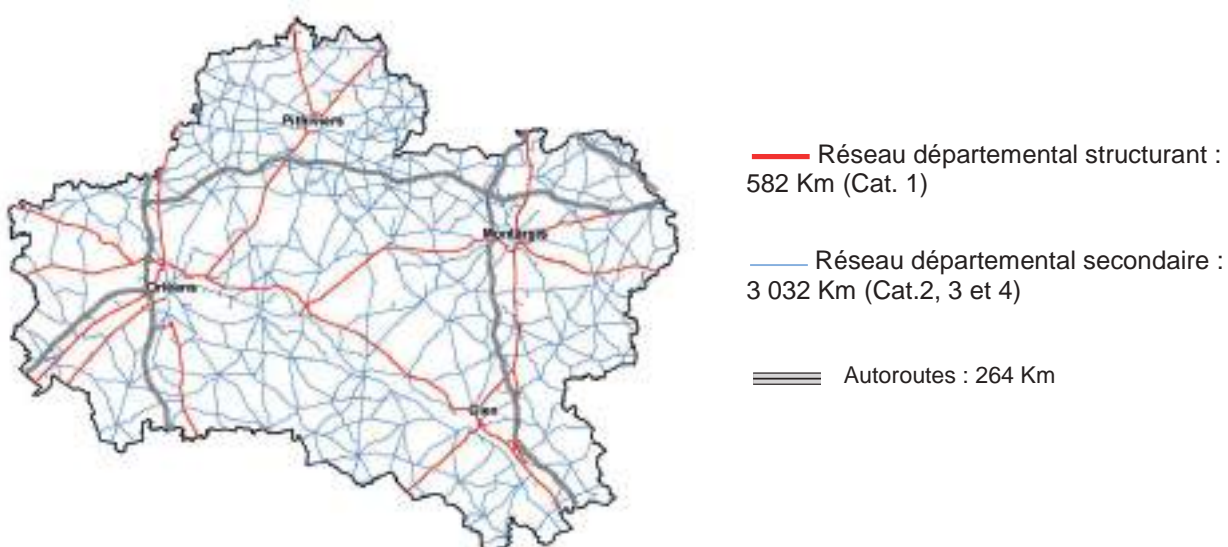 Pithiviers
Montargis
Orléans
Gien
Réseau départemental structurant :
582 Km (Cat. 1)
Réseau départemental secondaire :
3 032 Km (Cat.2, 3 et 4)
Autoroutes : 264 Km